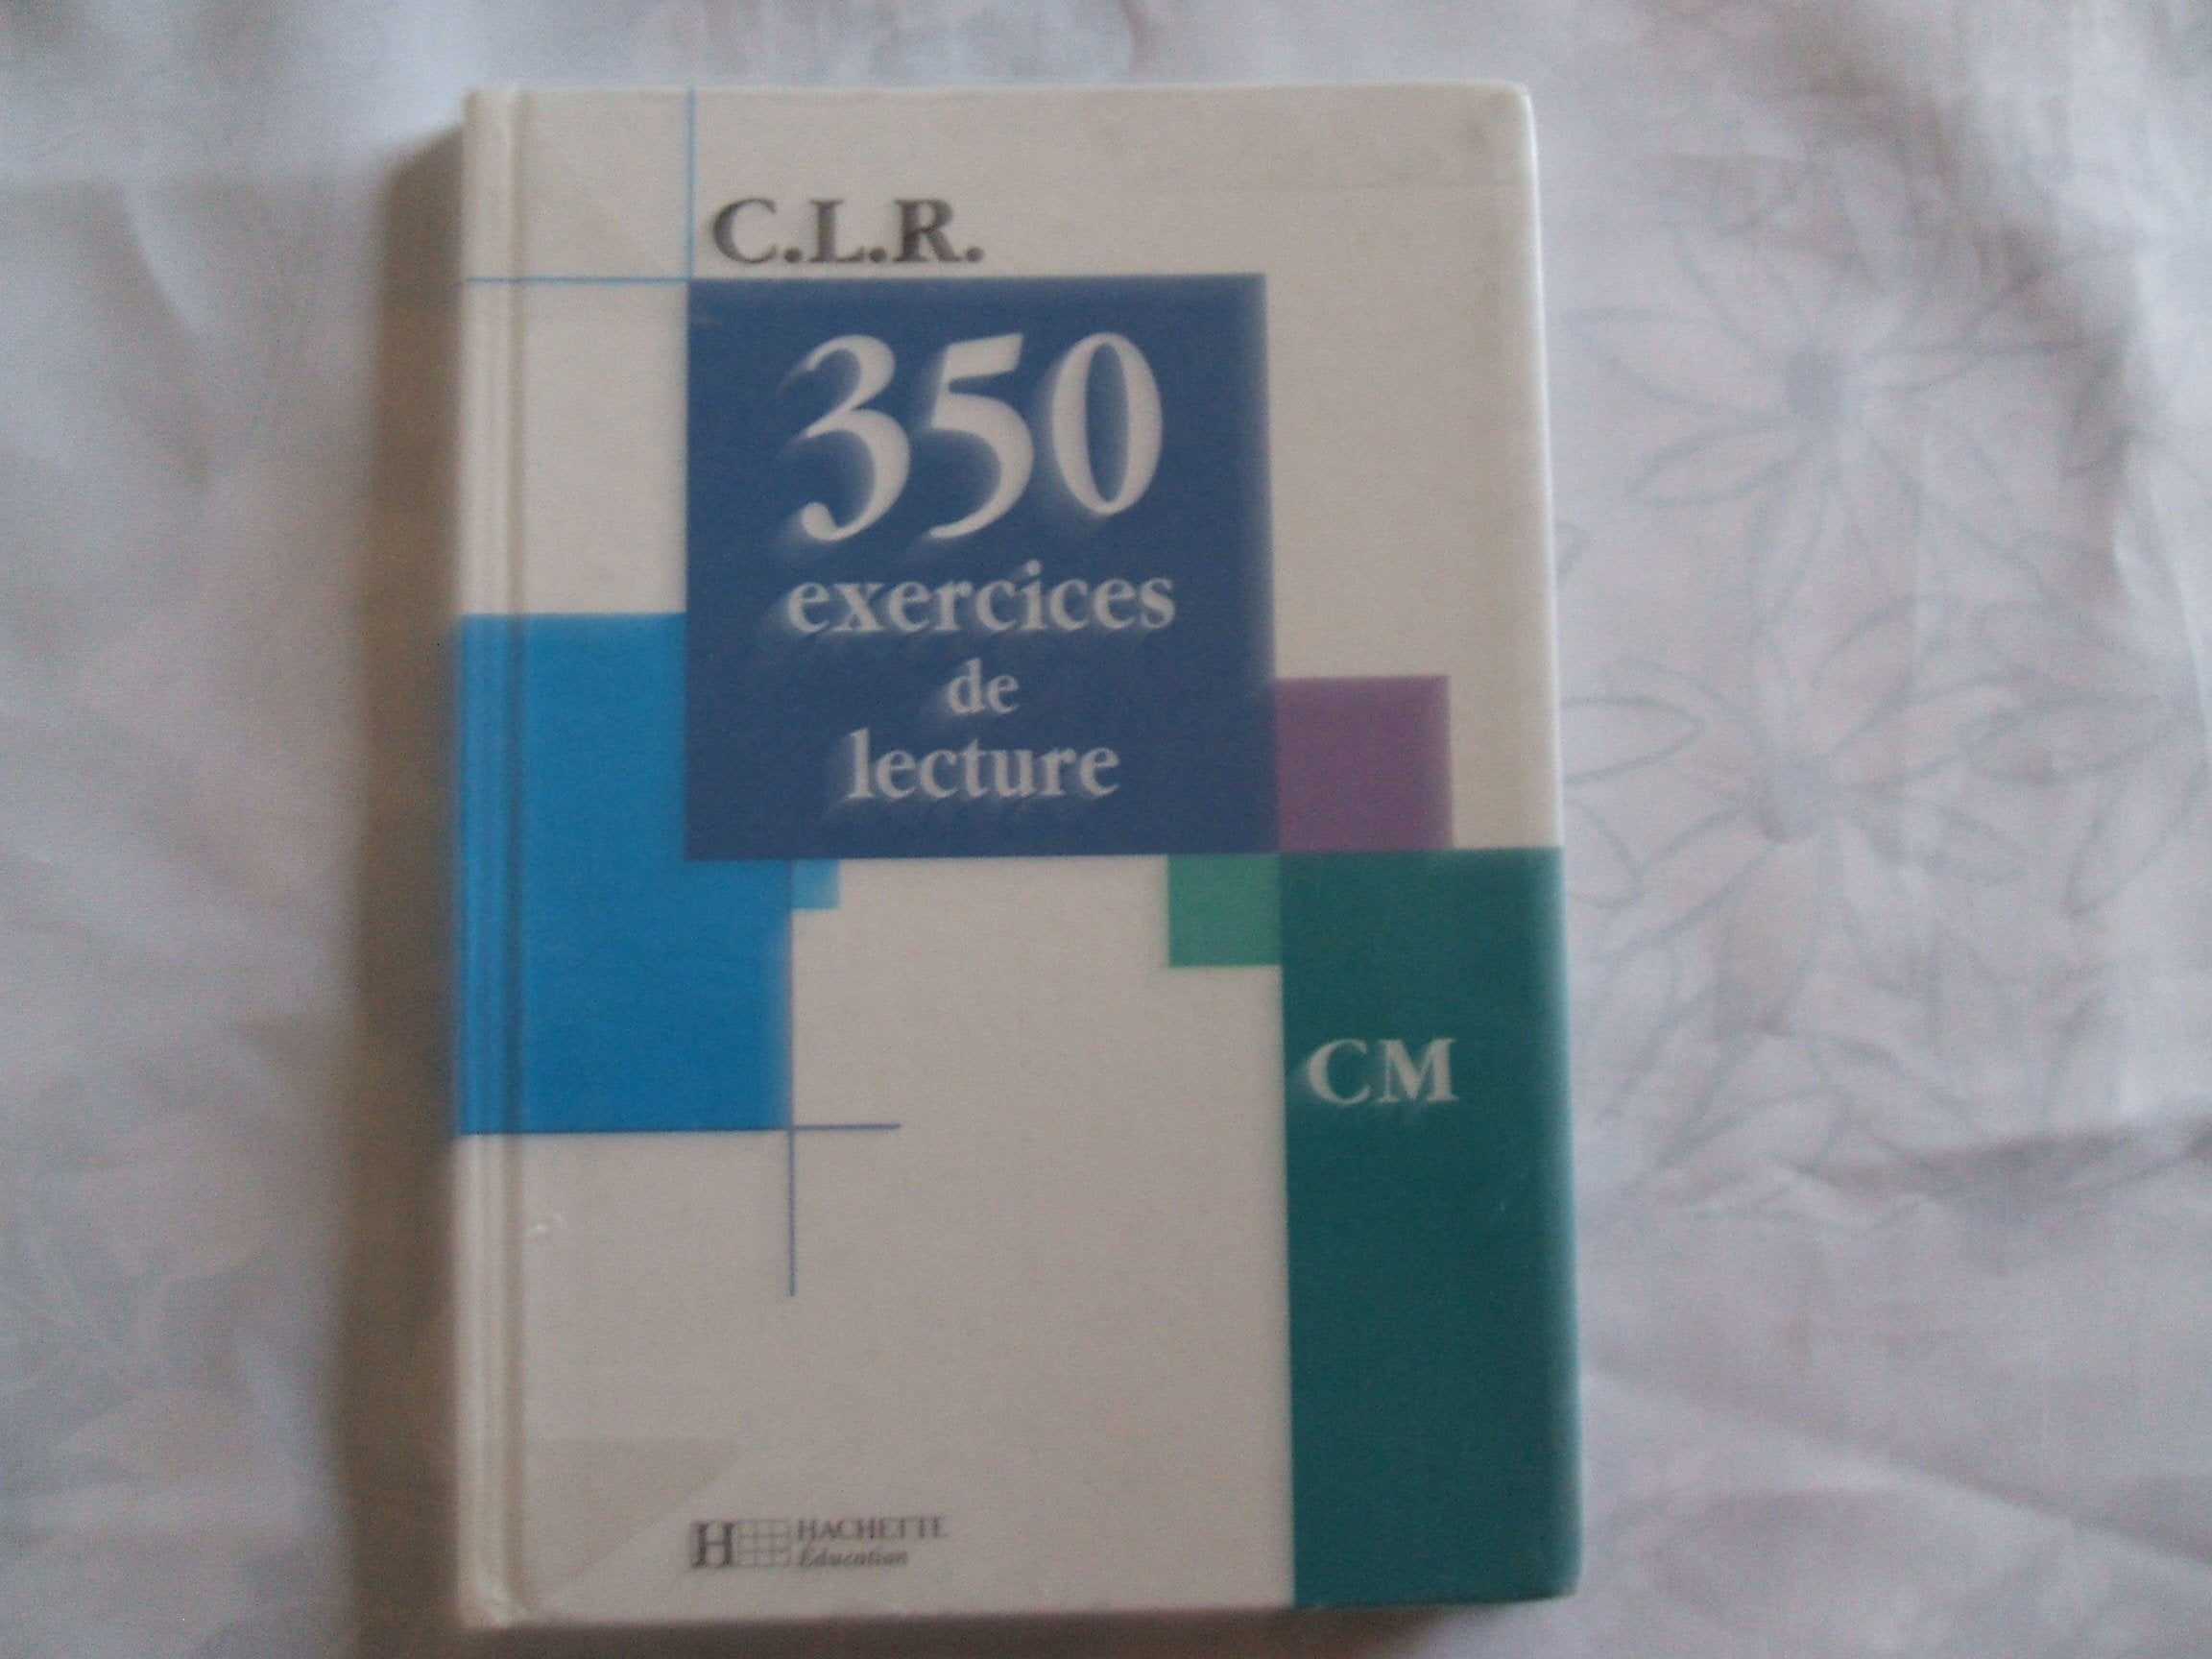 C.L.R.
350
exercices
de
lecture
CM
H HACHETTE
Éducation